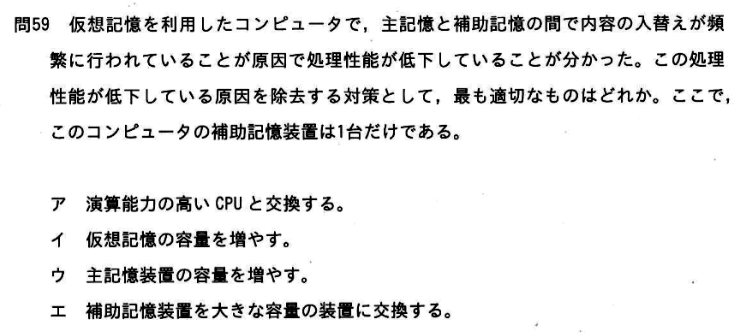 問59 仮想記憶を利用したコンピュータで，主記憶と補助記憶の間で内容の入替えが頻
繁に行われていることが原因で処理性能が低下していることが分かった。この処理
性能が低下している原因を除去する対策として，最も適切なものはどれか。ここで，
このコンピュータの補助記憶装置は1台だけである。
ア 演算能力の高い CPU と交換する。
イ 仮想記憶の容量を増やす。
ウ 主記憶装置の容量を増やす。
エ 補助記憶装置を大きな容量の装置に交換する。